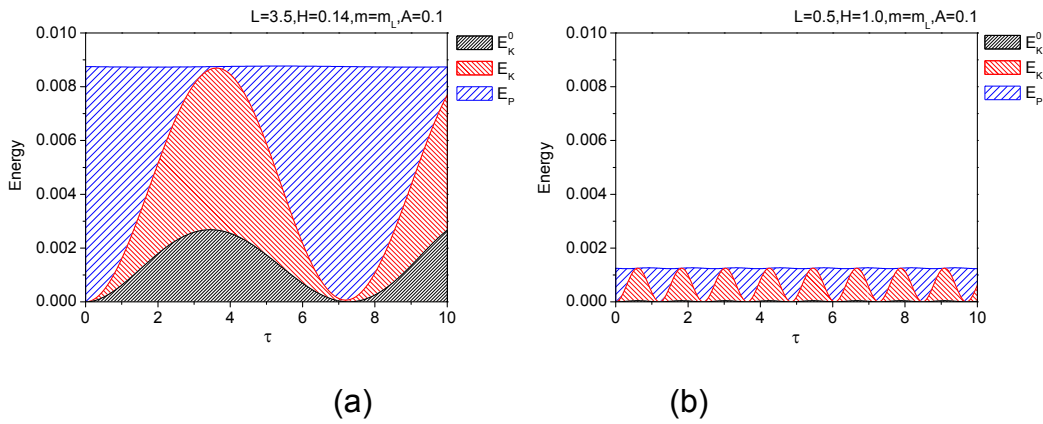 L=3.5,H=0.14,m=m_L,A=0.1
0.010
0.008
0.006
0.004
0.002
0.000
Energy
0 2 4 6 8 10
τ
E_K^0
E_K
E_P
(a)
L=0.5,H=1.0,m=m_L,A=0.1
0.010
0.008
0.006
0.004
0.002
0.000
Energy
0 2 4 6 8 10
τ
E_K^0
E_K
E_P
(b)